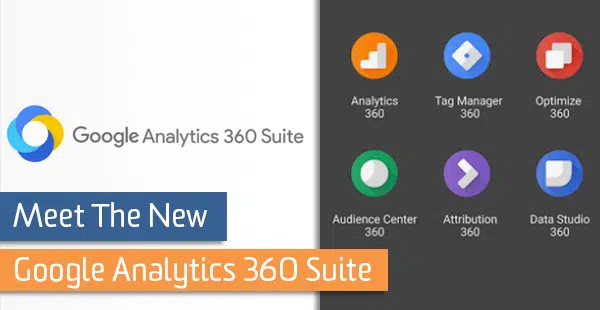 Google Analytics 360 Suite
Meet The New
Google Analytics 360 Suite
Analytics
360
Tag Manager
360
Optimize
360
Audience Center
360
Attribution
360
Data Studio
360